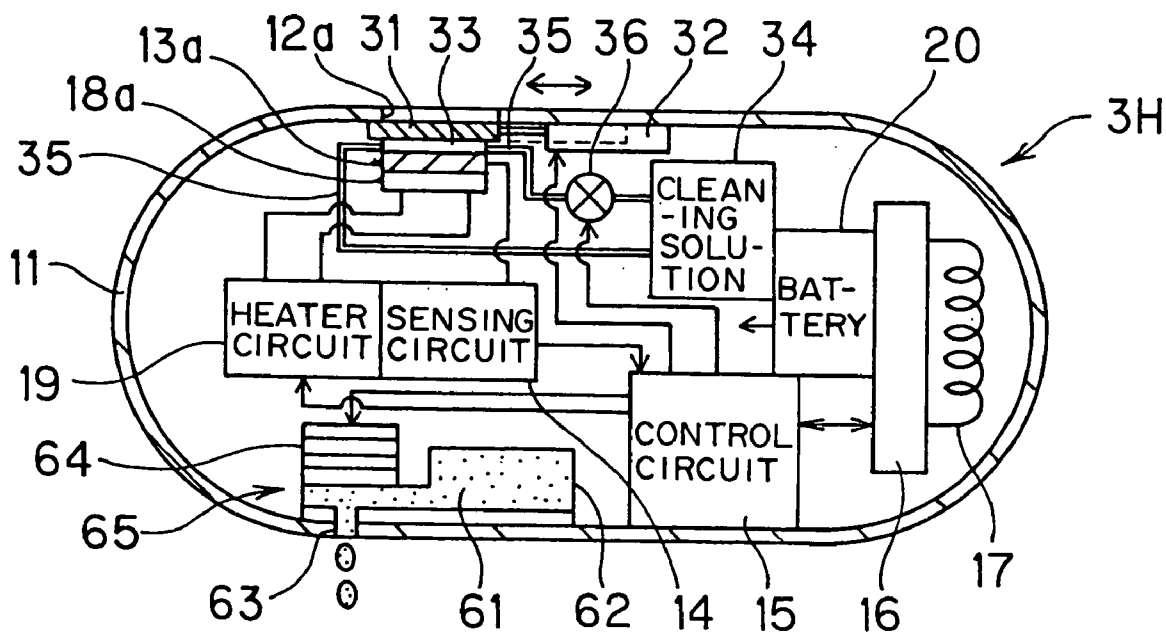 12a 31 33 35 36 32 34
13a
18a
20
3H
35
CLEAN
-ING
SOLU-
TION
11
BAT-
TERY
HEATER
CIRCUIT
SENSING
CIRCUIT
19
CONTROL
CIRCUIT
64
65
17
63 61 62 14 15 16